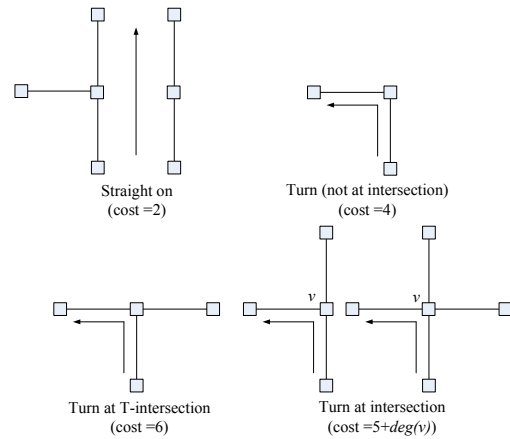 Straight on
(cost =2)
Turn (not at intersection)
(cost =4)
v
v
Turn at T-intersection
(cost =6)
Turn at intersection
(cost =5+deg(v))